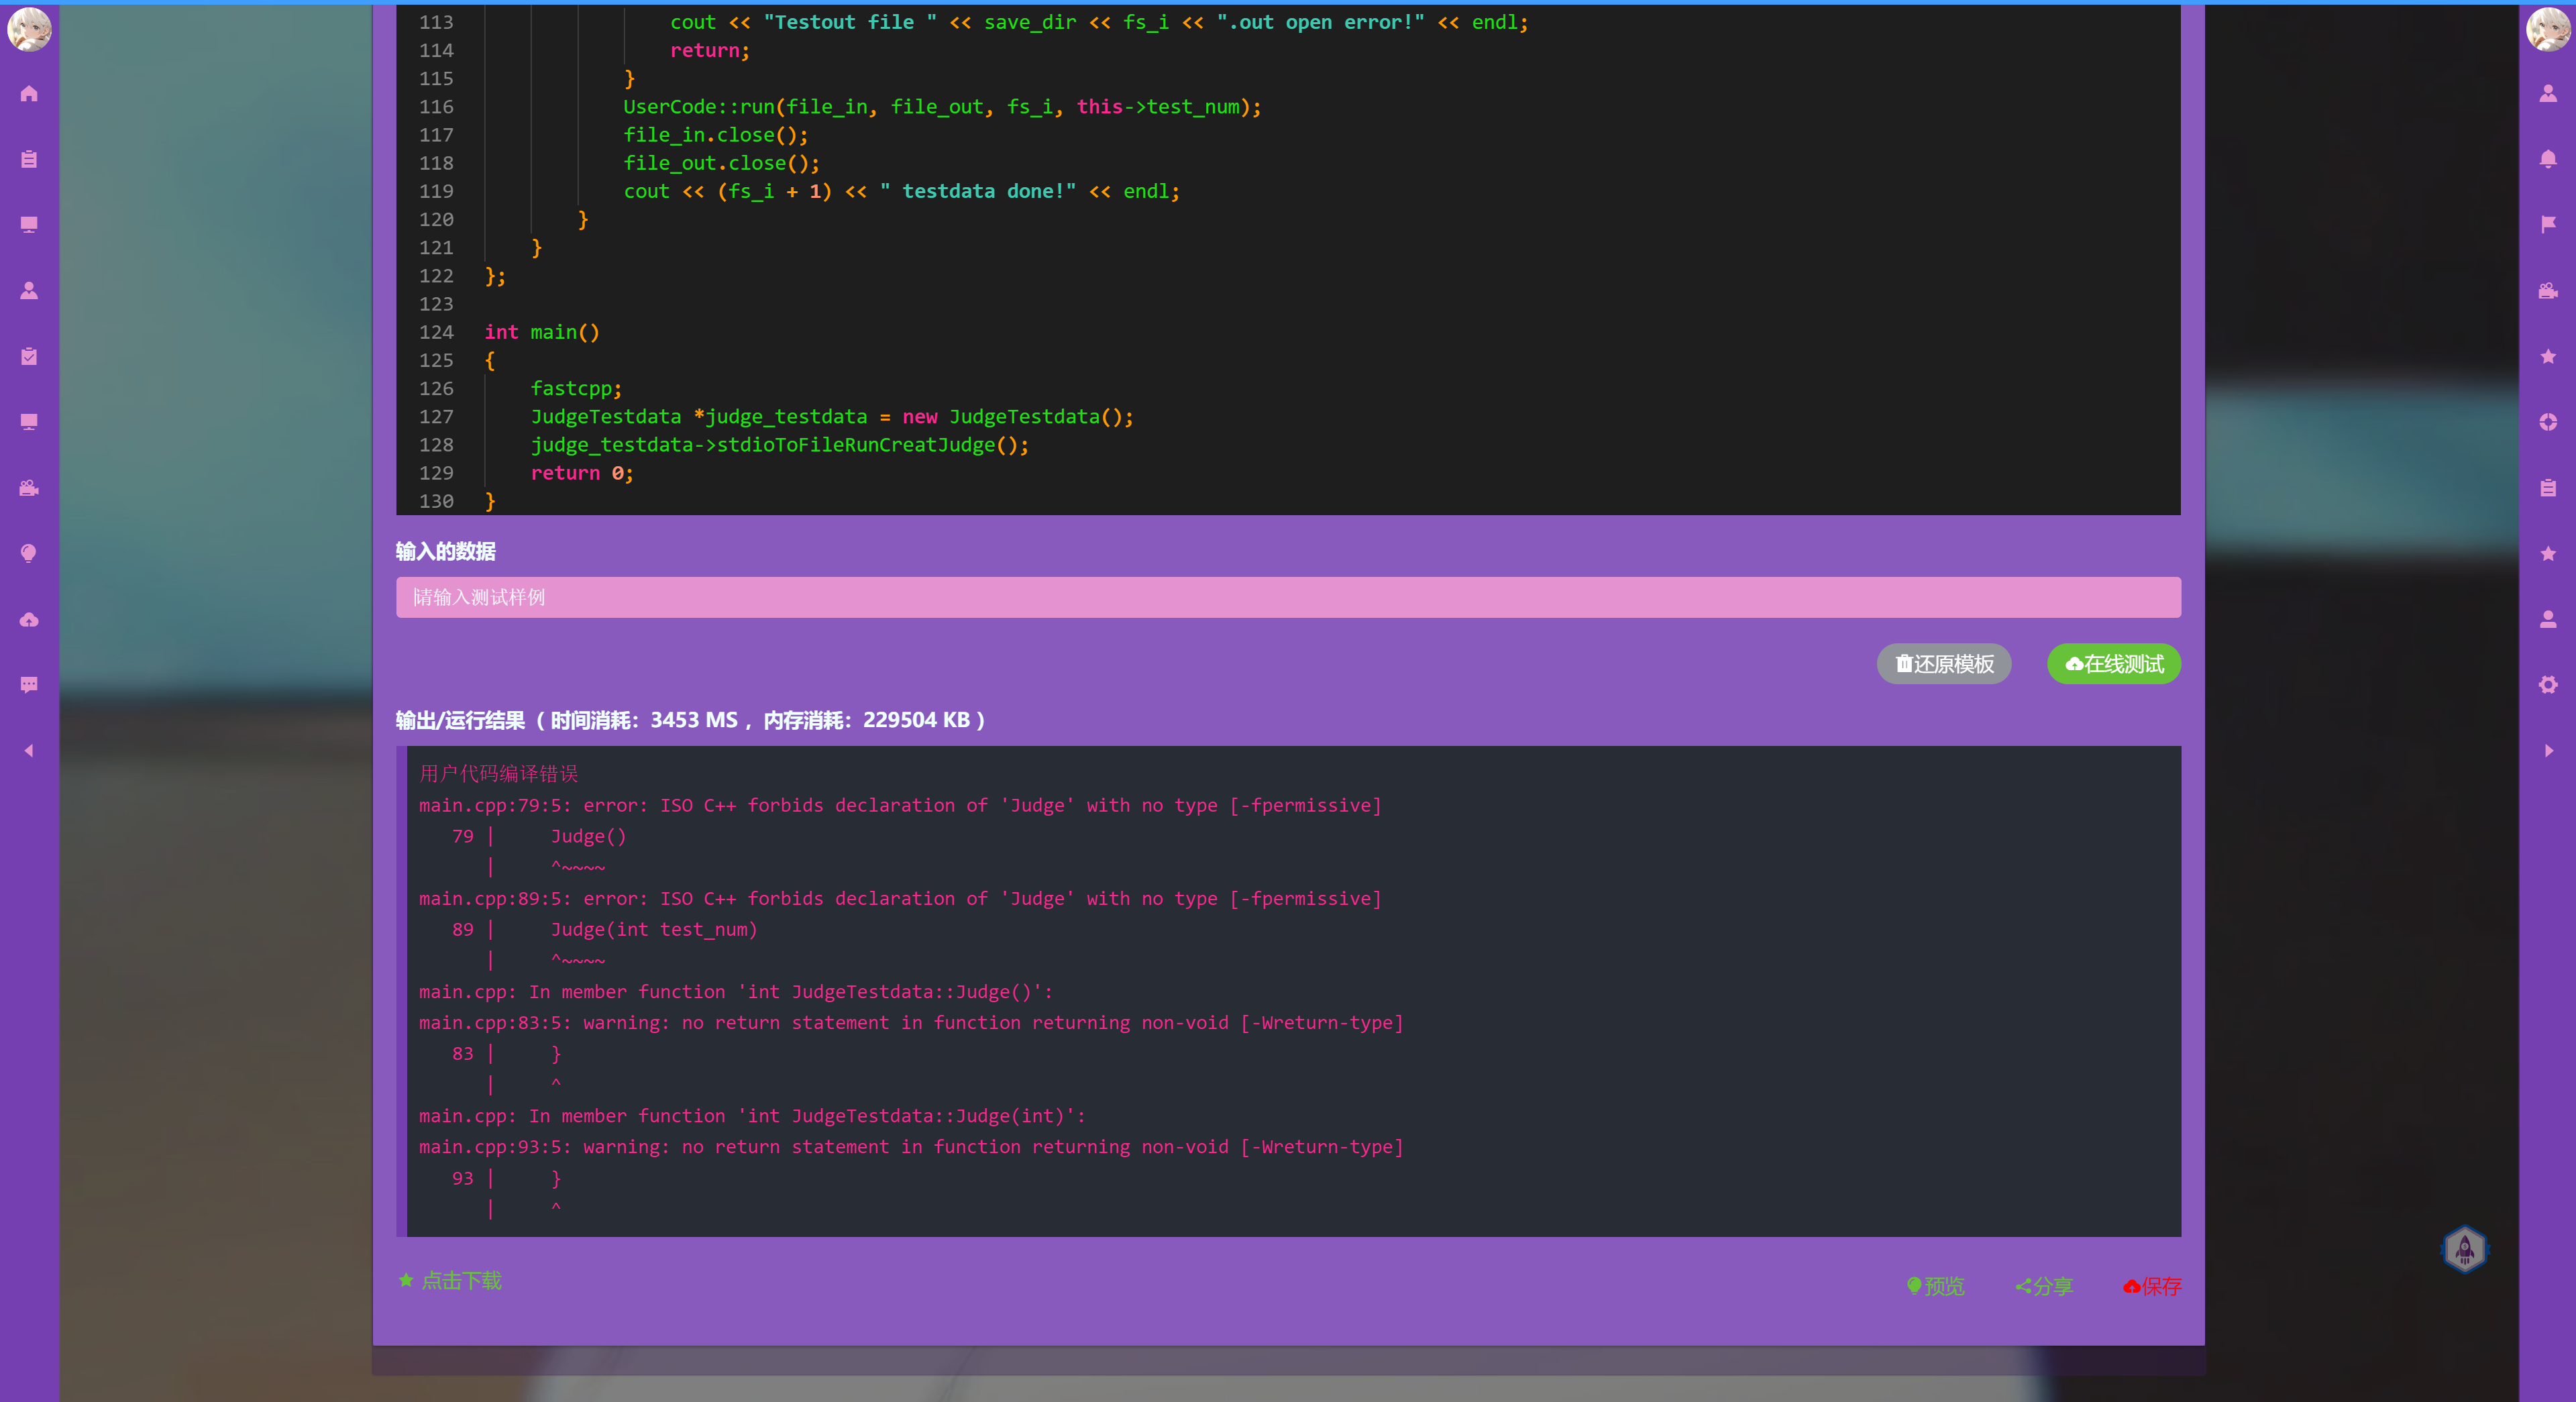 113 cout << "Testout file " << save_dir << fs_i << ".out open error!" << endl;
114 return;
115 }
116 UserCode::run(file_in, file_out, fs_i, this->test_num);
117 file_in.close();
118 file_out.close();
119 cout << (fs_i + 1) << " testdata done!" << endl;
120 }
121 }
122 };
123
124 int main()
125 {
126 fastcpp;
127 JudgeTestdata *judge_testdata = new JudgeTestdata();
128 judge_testdata->stdioToFileRunCreatJudge();
129 return 0;
130 }
输入的数据
请输入测试样例
还原模板 在线测试
输出/运行结果（时间消耗：3453 MS ，内存消耗：229504 KB ）
用户代码编译错误
main.cpp:79:5: error: ISO C++ forbids declaration of 'Judge' with no type [-fpermissive]
79 | Judge()
| ^~~~~
main.cpp:89:5: error: ISO C++ forbids declaration of 'Judge' with no type [-fpermissive]
89 | Judge(int test_num)
| ^~~~~
main.cpp: In member function 'int JudgeTestdata::Judge()':
main.cpp:83:5: warning: no return statement in function returning non-void [-Wreturn-type]
83 | }
| ^
main.cpp: In member function 'int JudgeTestdata::Judge(int)':
main.cpp:93:5: warning: no return statement in function returning non-void [-Wreturn-type]
93 | }
| ^
点击下载
预览 分享 保存